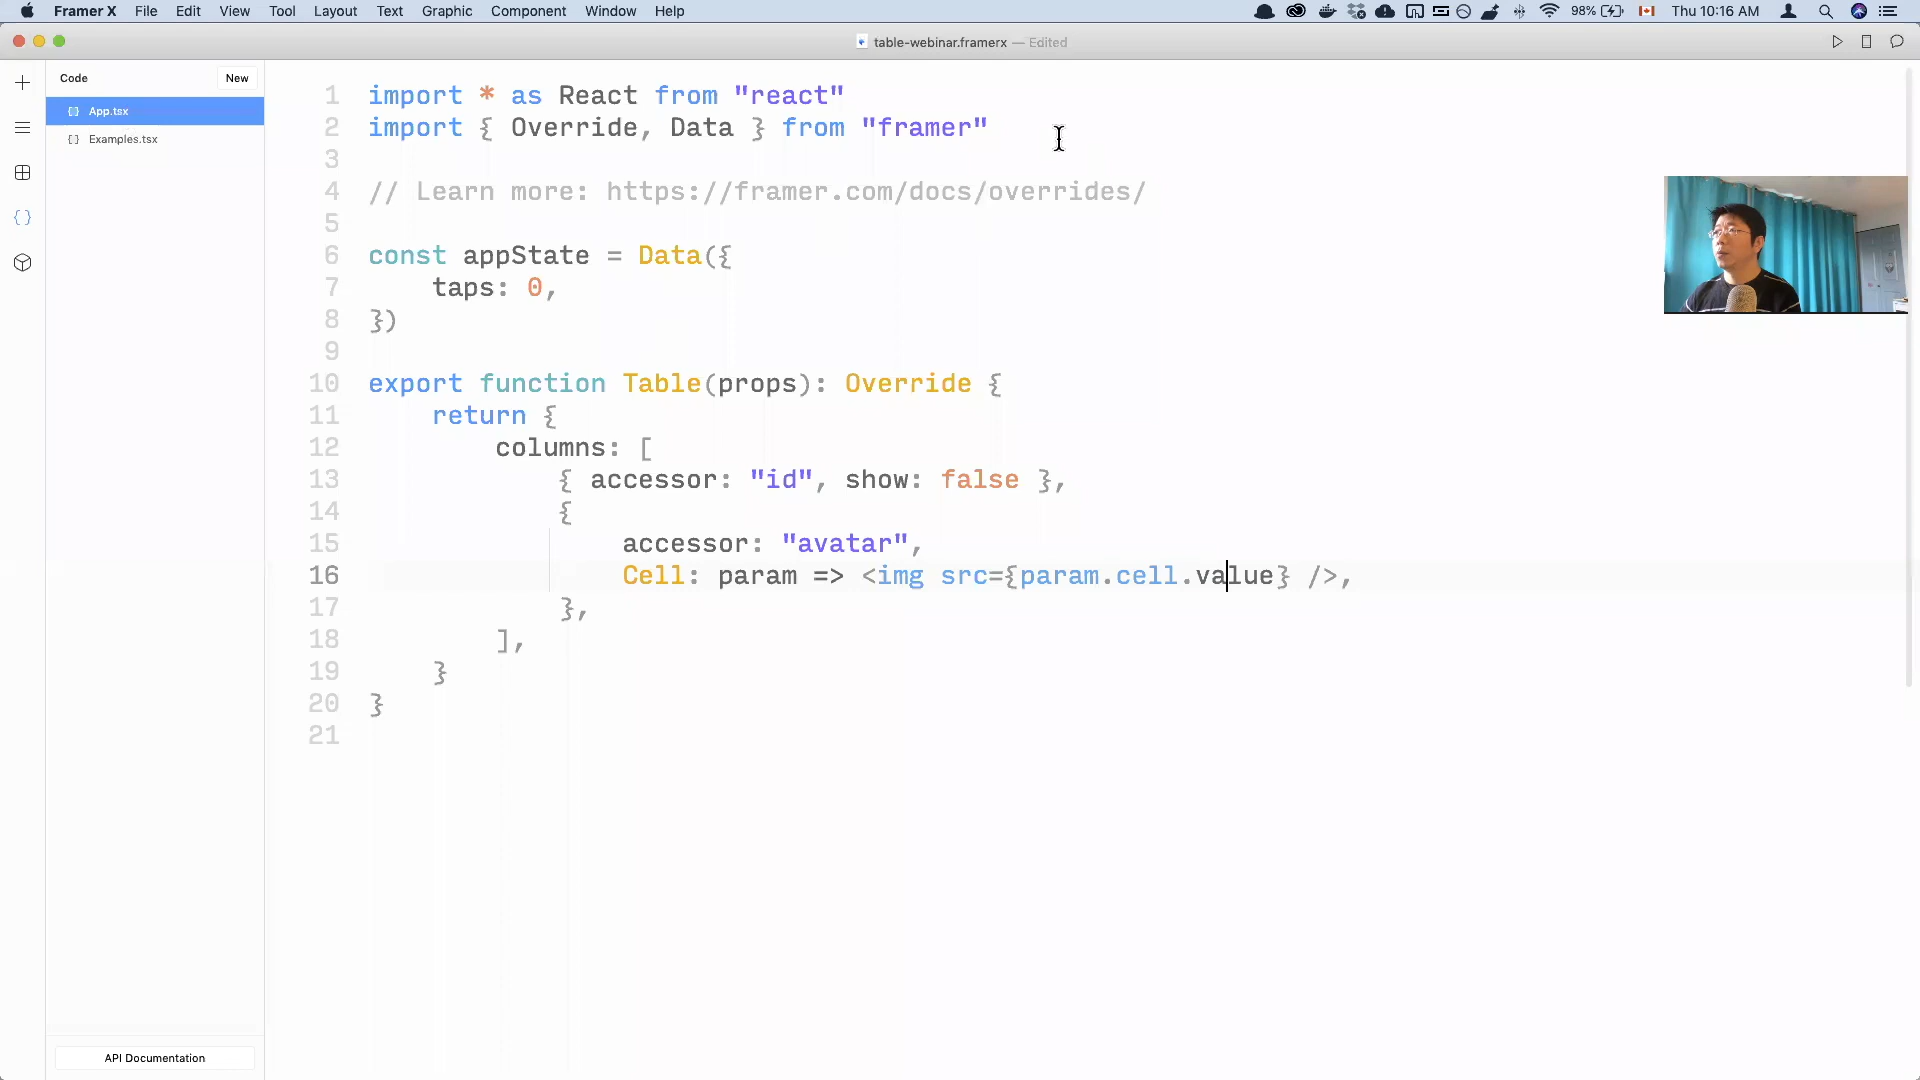 Framer X File Edit View Tool Layout Text Graphic Component Window Help 98% Thu 10:16 AM
table-webinar.framerx — Edited
Code New
App.tsx
Examples.tsx
1 import * as React from "react"
2 import { Override, Data } from "framer"
3
4 // Learn more: https://framer.com/docs/overrides/
5
6 const appState = Data({
7 taps: 0,
8 })
9
10 export function Table(props): Override {
11 return {
12 columns: [
13 { accessor: "id", show: false },
14 {
15 accessor: "avatar",
16 Cell: param => <img src={param.cell.value} />,
17 },
18 ],
19 }
20 }
21
API Documentation